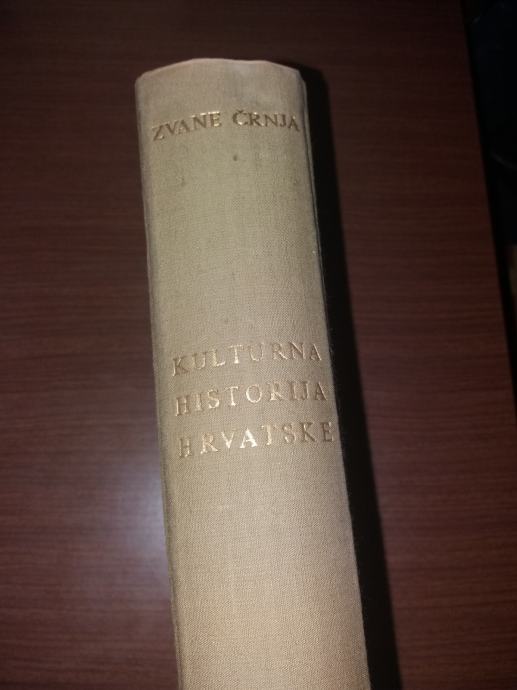 ZVANE ČRNJA
KULTURNA
HISTORIJA
HRVATSKE